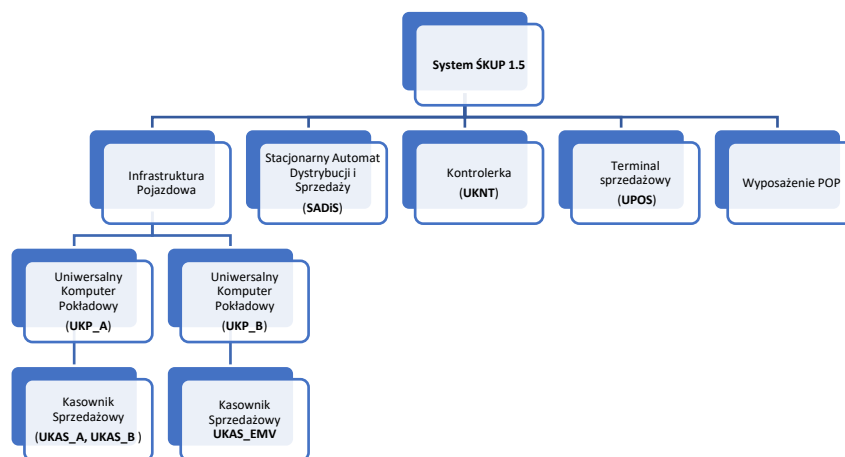 System ŚKUP 1.5
Infrastruktura
Pojazdowa
Stacjonarny Automat
Dystrybucji i
Sprzedaży
(SADiS)
Kontrolerka
(UKNT)
Terminal
sprzedażowy
(UPOS)
Wyposażenie POP
Uniwersalny
Komputer
Pokładowy
(UKP_A)
Uniwersalny
Komputer
Pokładowy
(UKP_B)
Kasownik
Sprzedażowy
(UKAS_A, UKAS_B )
Kasownik
Sprzedażowy
UKAS_EMV